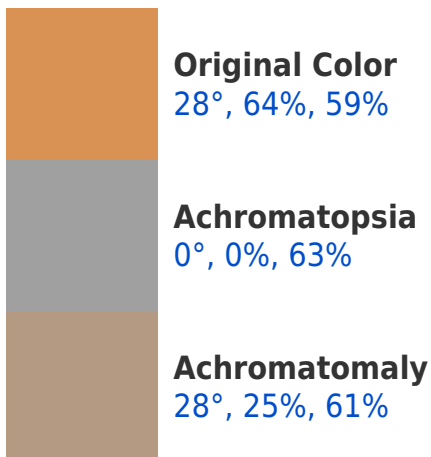 Original Color
28°, 64%, 59%
Achromatopsia
0°, 0%, 63%
Achromatomaly
28°, 25%, 61%